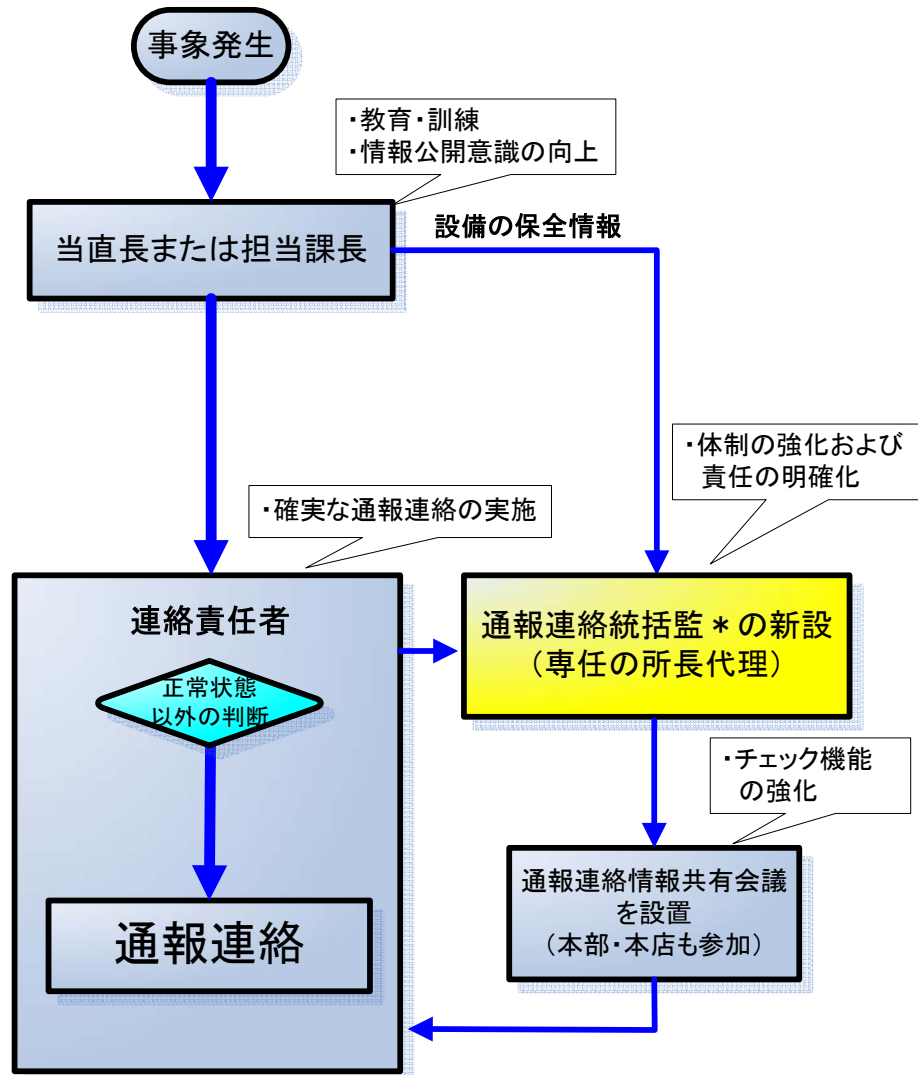 事象発生
・教育・訓練
・情報公開意識の向上
当直長または担当課長
設備の保全情報
・体制の強化および
責任の明確化
・確実な通報連絡の実施
連絡責任者
正常状態
以外の判断
通報連絡
通報連絡統括監＊の新設
（専任の所長代理）
・チェック機能
の強化
通報連絡情報共有会議
を設置
（本部・本店も参加）